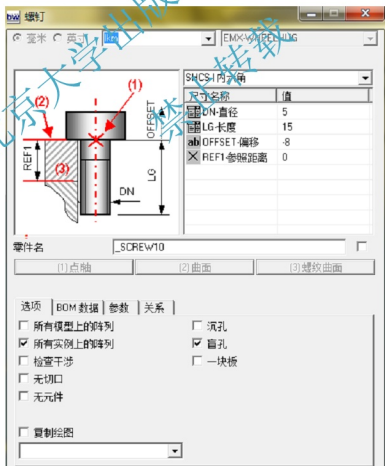 螺钉
毫米 英寸
SHCS-I 内六角
尺寸名称 值
DN-直径 5
LG-长度 15
ab OFFSET-偏移 -8
REF1-参照距离 0
(1)
(2)
(3)
OFFSET
REF1
LG
DN
零件名 _SCREW10
(1)点|轴 (2)曲面 (3)螺纹曲面
选项 BOM 数据 参数 关系
所有模型上的阵列 沉孔
所有实例上的阵列 盲孔
检查干涉 一块板
无切口
无元件
复制绘图